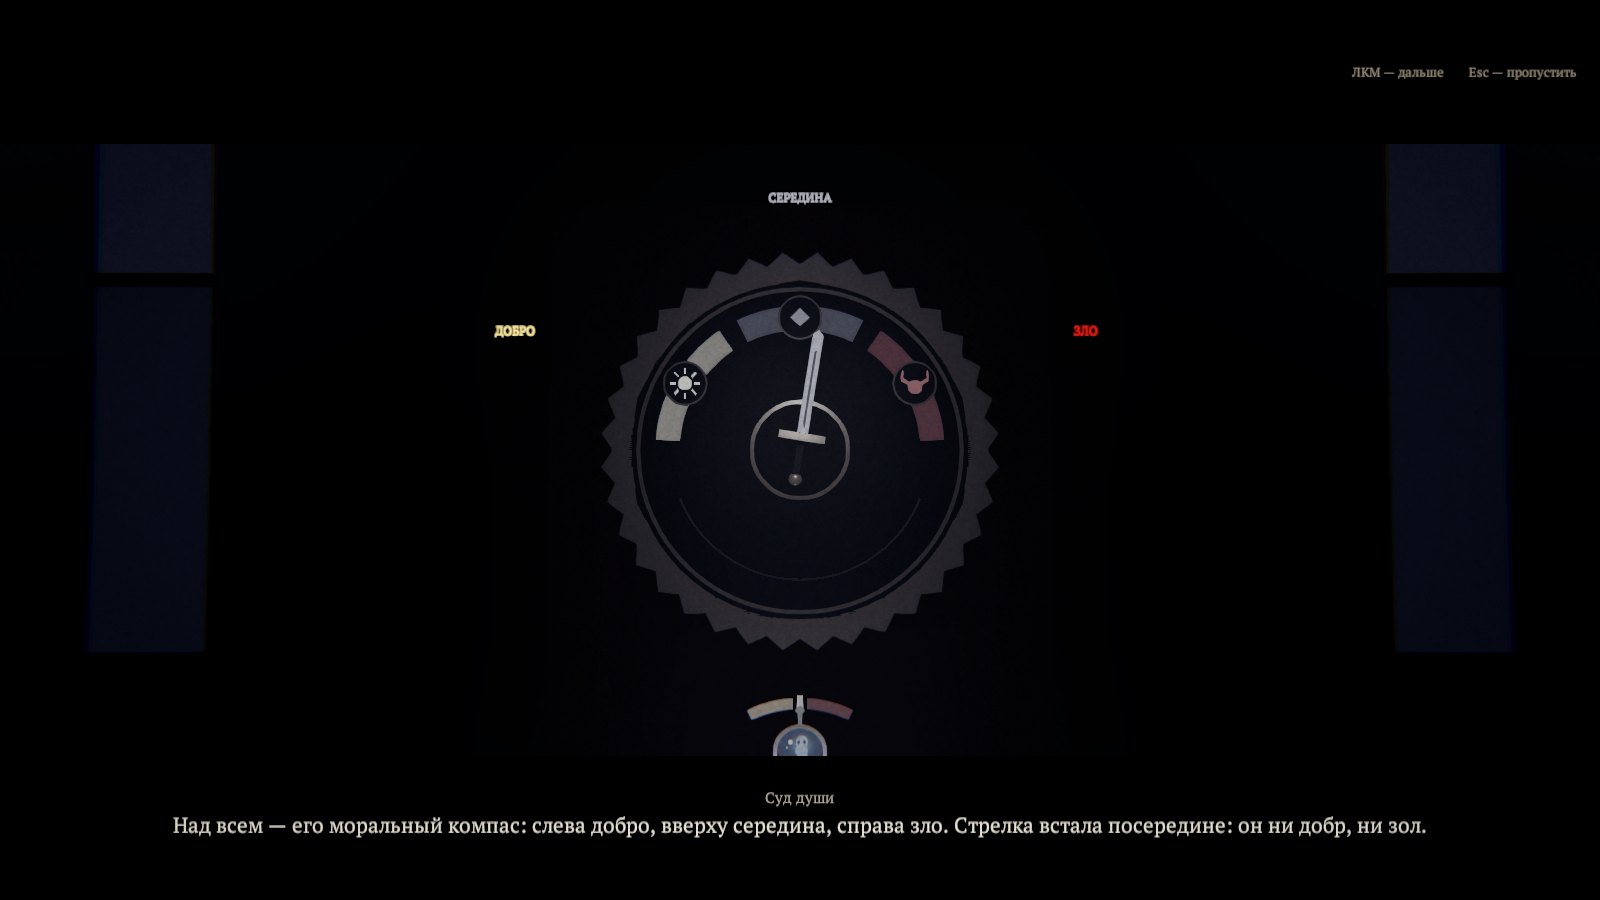 ЛКМ — дальше Esc — пропустить
СЕРЕДИНА
ДОБРО
ЗЛО
Суд души
Над всем — его моральный компас: слева добро, вверху середина, справа зло. Стрелка встала посередине: он ни добр, ни зол.